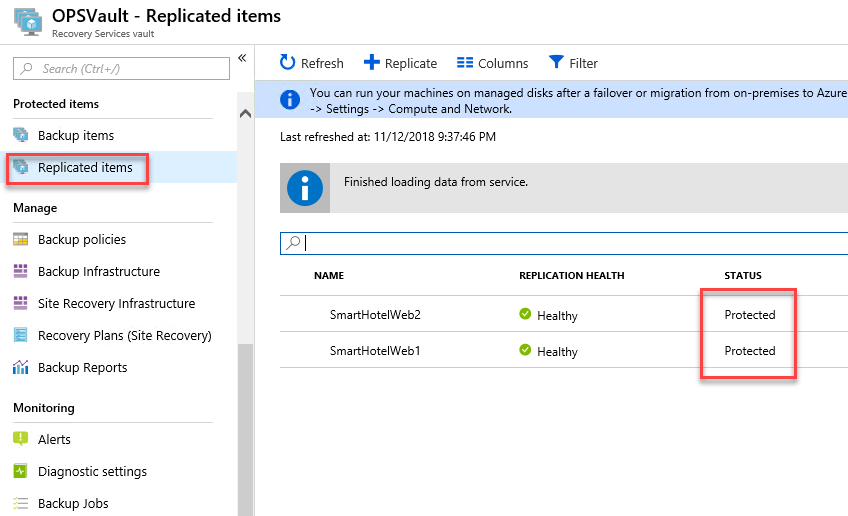 OPSVault - Replicated items
Recovery Services vault
Search (Ctrl+/)
Protected items
Backup items
Replicated items
Manage
Backup policies
Backup Infrastructure
Site Recovery Infrastructure
Recovery Plans (Site Recovery)
Backup Reports
Monitoring
Alerts
Diagnostic settings
Backup Jobs
Refresh Replicate Columns Filter
You can run your machines on managed disks after a failover or migration from on-premises to Azure
-> Settings -> Compute and Network.
Last refreshed at: 11/12/2018 9:37:46 PM
Finished loading data from service.
NAME REPLICATION HEALTH STATUS
SmartHotelWeb2 Healthy Protected
SmartHotelWeb1 Healthy Protected